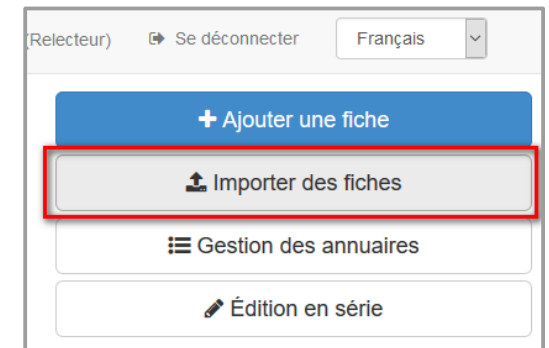 (Relecteur) Se déconnecter Français
Ajouter une fiche
Importer des fiches
Gestion des annuaires
Édition en série